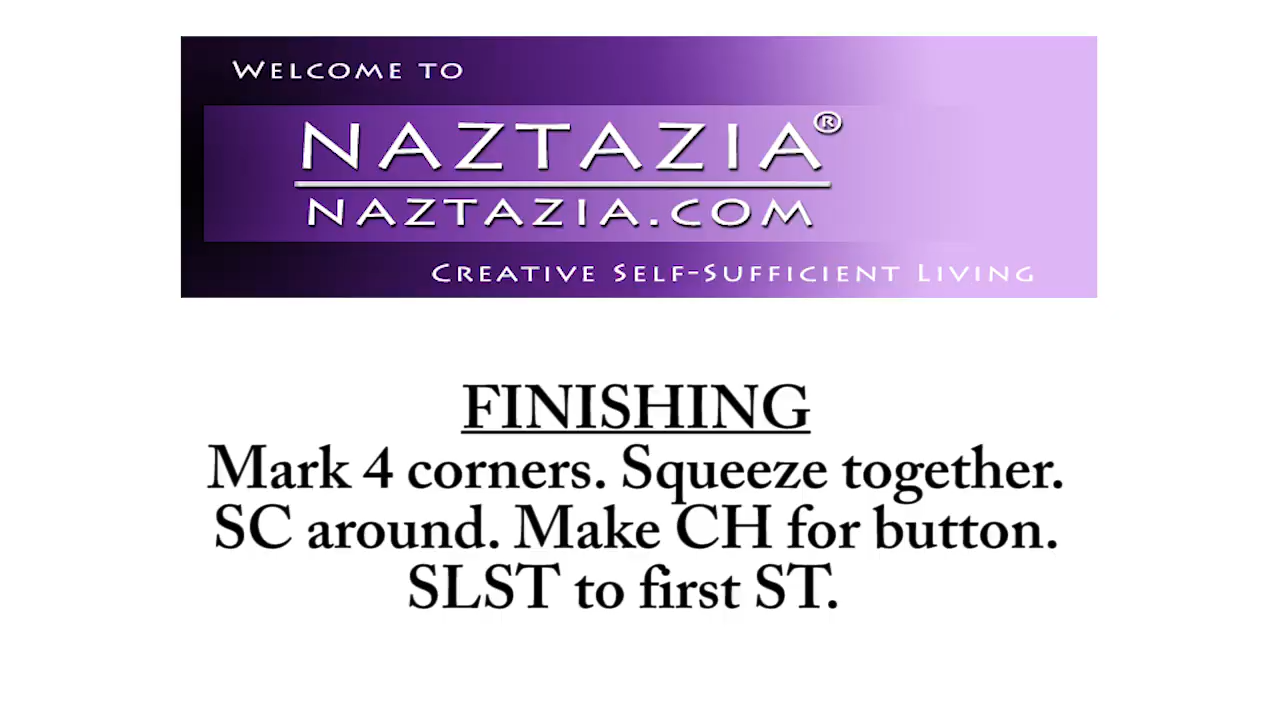 WELCOME TO
NAZTAZIA®
NAZTAZIA.COM
CREATIVE SELF-SUFFICIENT LIVING
FINISHING
Mark 4 corners. Squeeze together.
SC around. Make CH for button.
SLST to first ST.